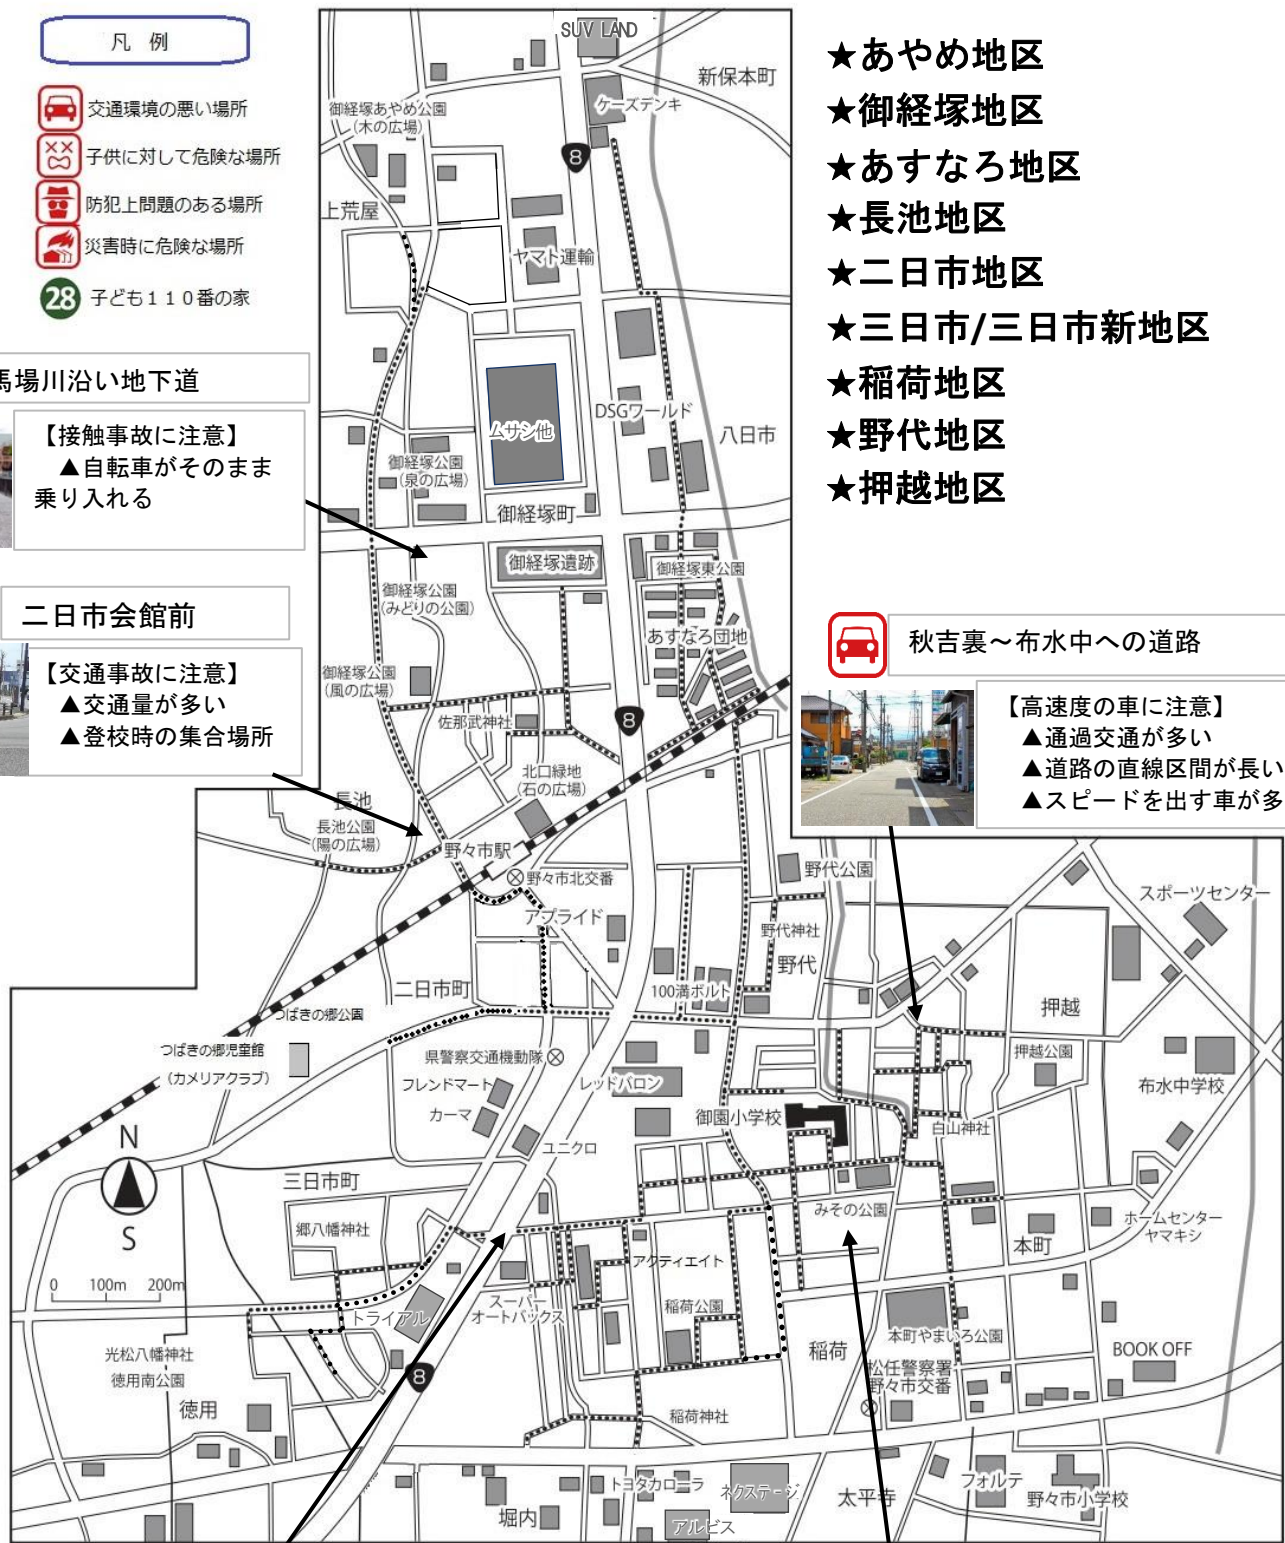 凡 例
交通環境の悪い場所
子供に対して危険な場所
防犯上問題のある場所
災害時に危険な場所
28 子ども１１０番の家
馬場川沿い地下道
【接触事故に注意】
▲自転車がそのまま
乗り入れる
二日市会館前
【交通事故に注意】
▲交通量が多い
▲登校時の集合場所
★あやめ地区
★御経塚地区
★あすなろ地区
★長池地区
★二日市地区
★三日市/三日市新地区
★稲荷地区
★野代地区
★押越地区
秋吉裏～布水中への道路
【高速度の車に注意】
▲通過交通が多い
▲道路の直線区間が長い
▲スピードを出す車が多
SUV LAND
新保本町
ケーズデンキ
御経塚あやめ公園
(木の広場)
8
上荒屋
ヤマト運輸
DSGワールド
ムサシ他
八日市
御経塚公園
(泉の広場)
御経塚町
御経塚遺跡
御経塚東公園
御経塚公園
(みどりの公園)
あすなろ団地
御経塚公園
(風の広場)
佐那武神社
8
北口緑地
(石の広場)
長池
長池公園
(陽の広場)
野々市駅
野々市北交番
アプライド
野代公園
スポーツセンター
野代神社
野代
二日市町
100満ボルト
つばきの郷公園
押越
つばきの郷児童館
(カメリアクラブ)
県警察交通機動隊
押越公園
フレンドマート
レッドバロン
布水中学校
カーマ
御園小学校
白山神社
ユニクロ
N
S
三日市町
郷八幡神社
みその公園
ホームセンター
ヤマキシ
本町
0 100m 200m
アクティエイト
スーパー
オートバックス
稲荷公園
トライアル
本町やまいろ公園
光松八幡神社
徳用南公園
稲荷
BOOK OFF
松任警察署
野々市交番
8
徳用
稲荷神社
トヨタカローラ
ネクステージ
太平寺
フォルテ
野々市小学校
堀内
アルビス